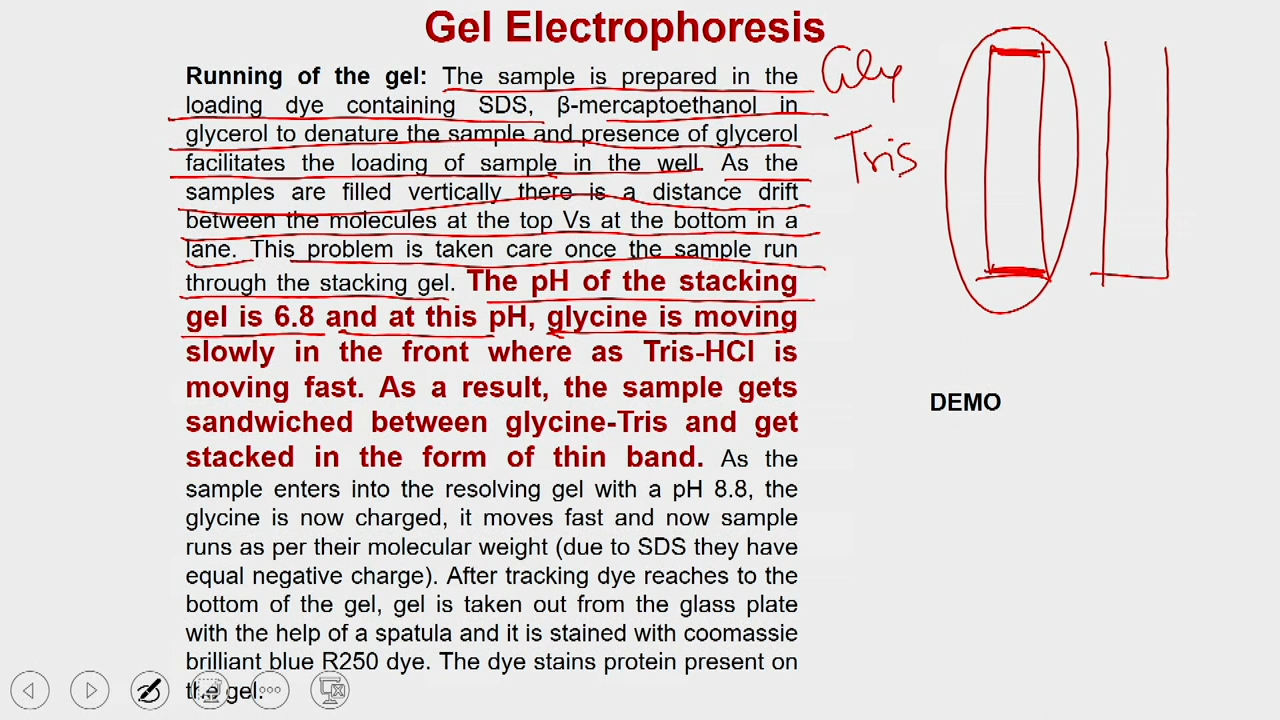 Gel Electrophoresis
Running of the gel: The sample is prepared in the
loading dye containing SDS, β-mercaptoethanol in
glycerol to denature the sample and presence of glycerol
facilitates the loading of sample in the well. As the
samples are filled vertically there is a distance drift
between the molecules at the top Vs at the bottom in a
lane. This problem is taken care once the sample run
through the stacking gel. The pH of the stacking
gel is 6.8 and at this pH, glycine is moving
slowly in the front where as Tris-HCl is
moving fast. As a result, the sample gets
sandwiched between glycine-Tris and get
stacked in the form of thin band. As the
sample enters into the resolving gel with a pH 8.8, the
glycine is now charged, it moves fast and now sample
runs as per their molecular weight (due to SDS they have
equal negative charge). After tracking dye reaches to the
bottom of the gel, gel is taken out from the glass plate
with the help of a spatula and it is stained with coomassie
brilliant blue R250 dye. The dye stains protein present on
the gel.
Gly
Tris
DEMO